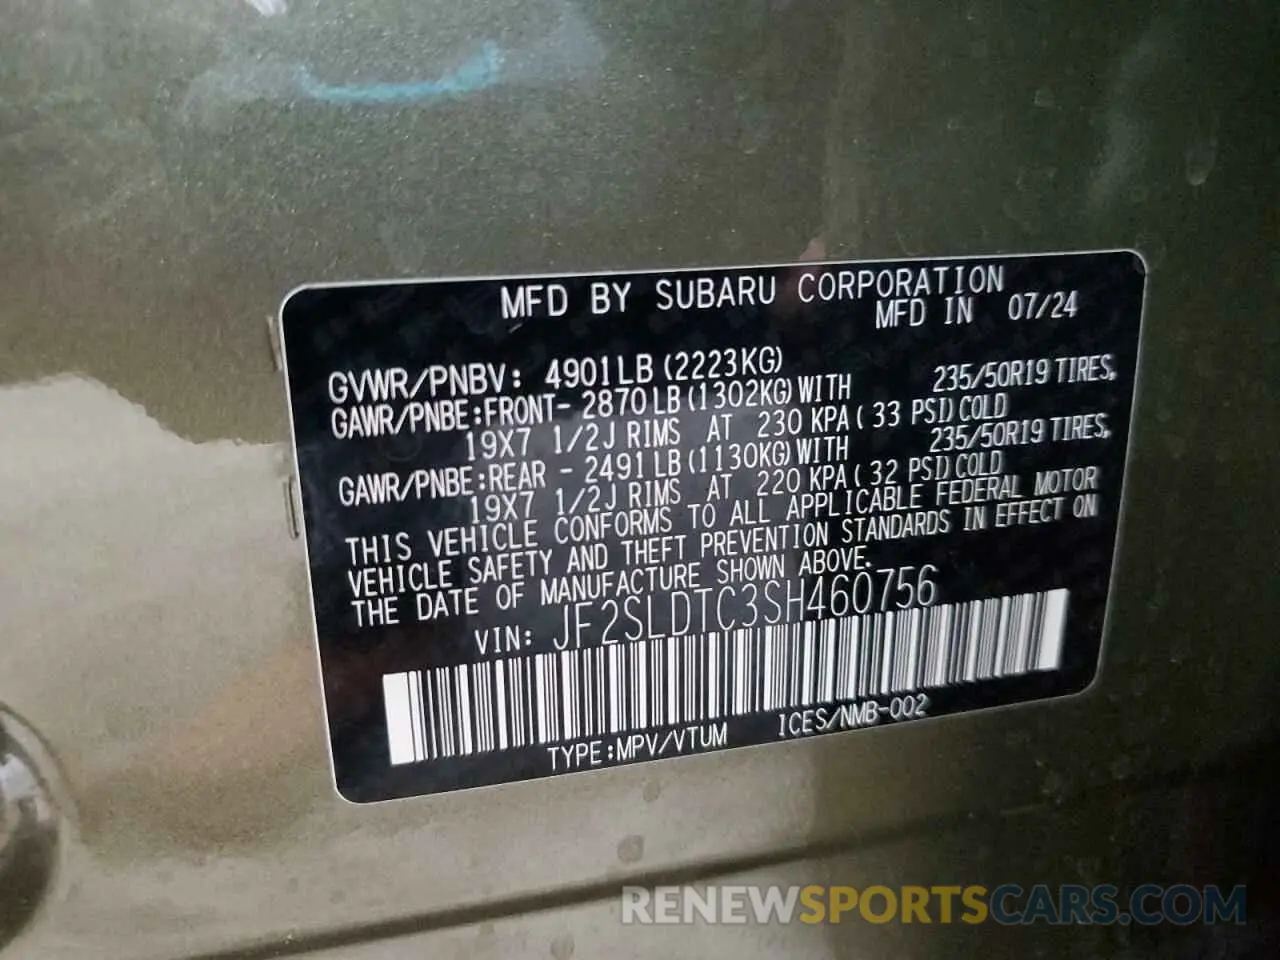 MFD BY SUBARU CORPORATION
MFD IN 07/24
GVWR/PNBV: 4901LB (2223KG)
GAWR/PNBE:FRONT- 2870LB(1302KG)WITH 235/50R19 TIRES,
19X7 1/2J RIMS AT 230 KPA(33 PSI)COLD
GAWR/PNBE:REAR - 2491LB(1130KG)WITH 235/50R19 TIRES,
19X7 1/2J RIMS AT 220 KPA(32 PSI)COLD
THIS VEHICLE CONFORMS TO ALL APPLICABLE FEDERAL MOTOR
VEHICLE SAFETY AND THEFT PREVENTION STANDARDS IN EFFECT ON
THE DATE OF MANUFACTURE SHOWN ABOVE.
VIN: JF2SLDTC3SH460756
TYPE:MPV/VTUM ICES/NMB-002
RENEWSPORTSCARS.COM